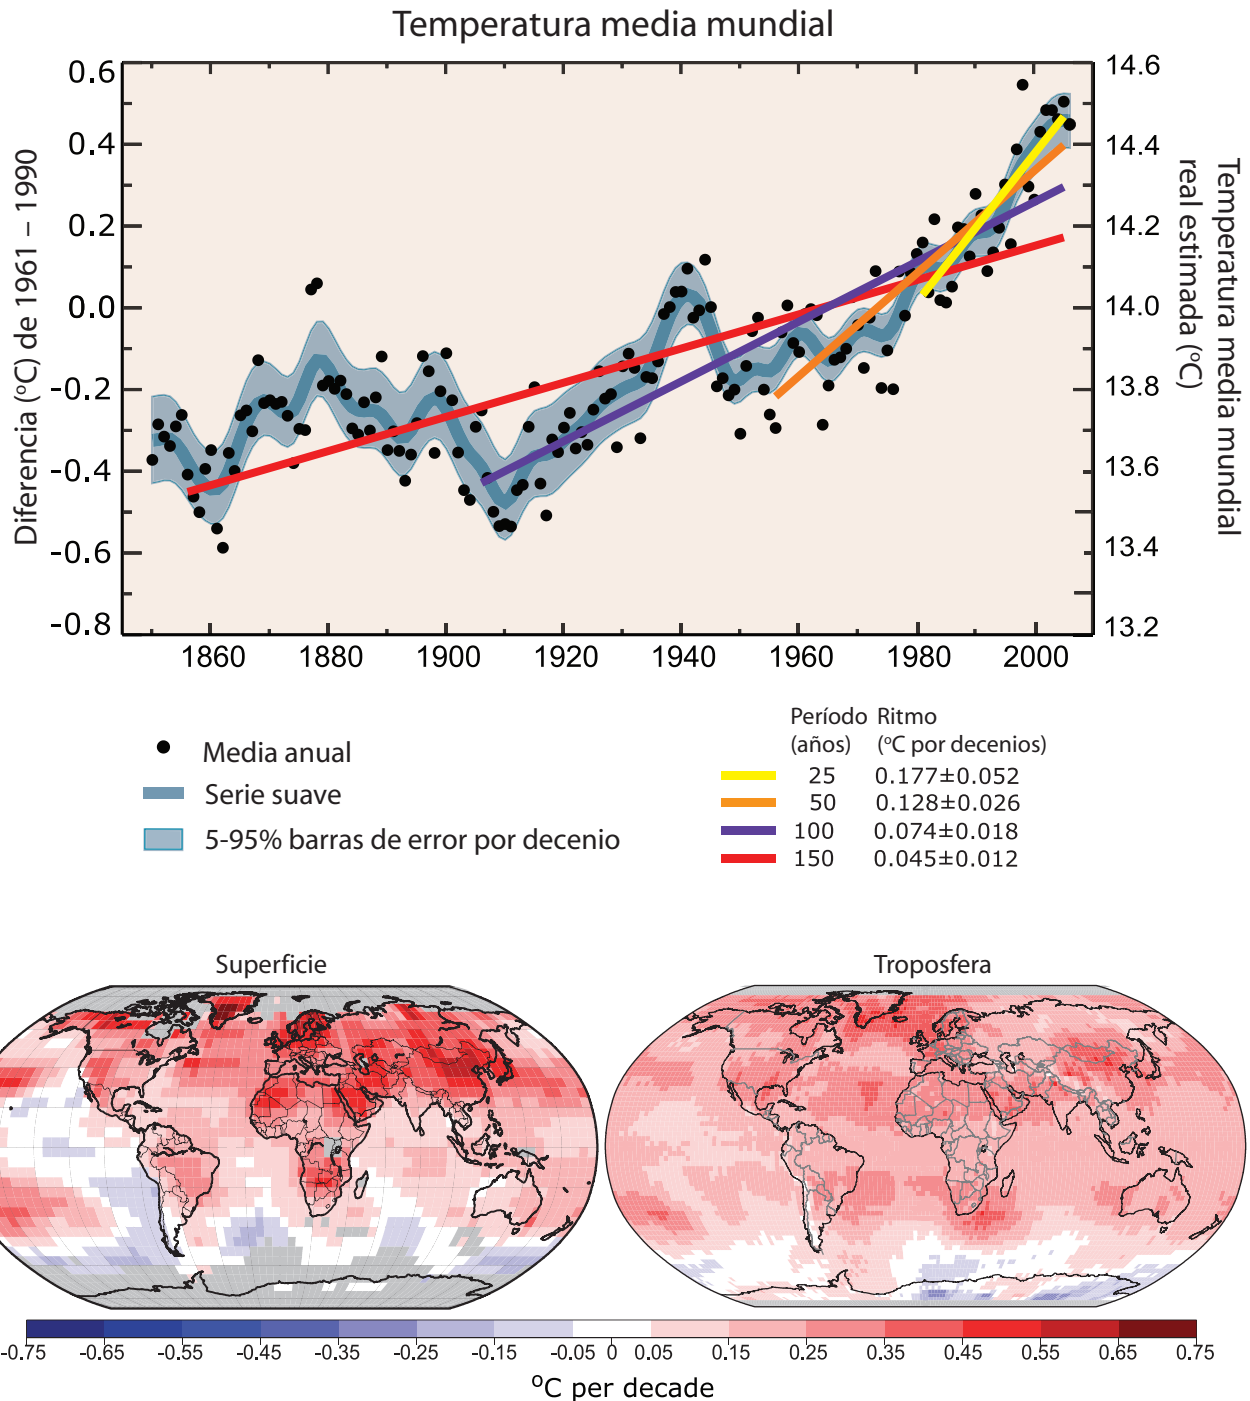 Temperatura media mundial
Diferencia (ºC) de 1961 – 1990
0.6
0.4
0.2
0.0
-0.2
-0.4
-0.6
-0.8
14.6
14.4
14.2
14.0
13.8
13.6
13.4
13.2
Temperatura media mundial
real estimada (ºC)
1860 1880 1900 1920 1940 1960 1980 2000
Media anual
Serie suave
5-95% barras de error por decenio
Período Ritmo
(años) (ºC por decenios)
25 0.177±0.052
50 0.128±0.026
100 0.074±0.018
150 0.045±0.012
Superficie
Troposfera
-0.75 -0.65 -0.55 -0.45 -0.35 -0.25 -0.15 -0.05 0 0.05 0.15 0.25 0.35 0.45 0.55 0.65 0.75
ºC per decade